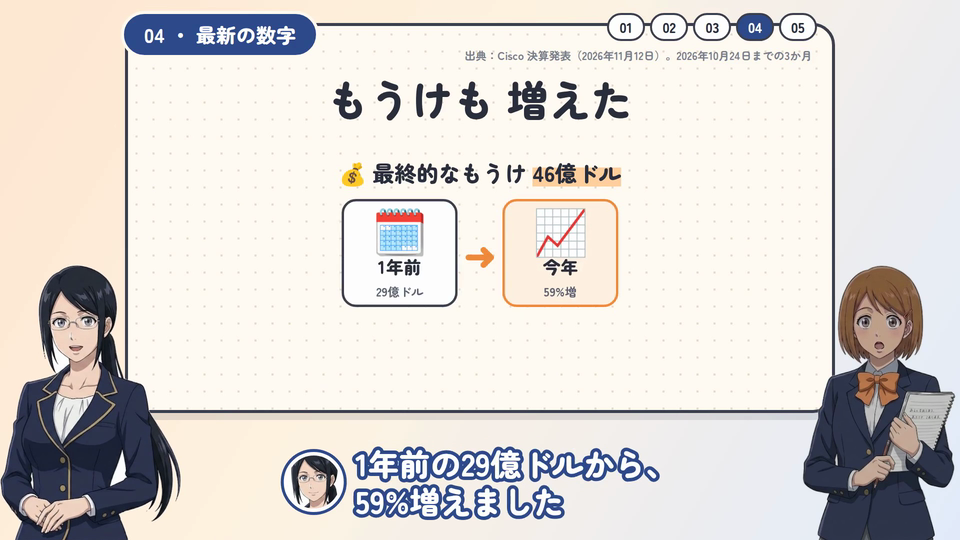 04 ・ 最新の数字
01 02 03 04 05
出典：Cisco 決算発表（2026年11月12日）。2026年10月24日までの3か月
もうけも 増えた
最終的なもうけ 46億ドル
1年前
29億ドル
今年
59%増
1年前の29億ドルから、
59%増えました